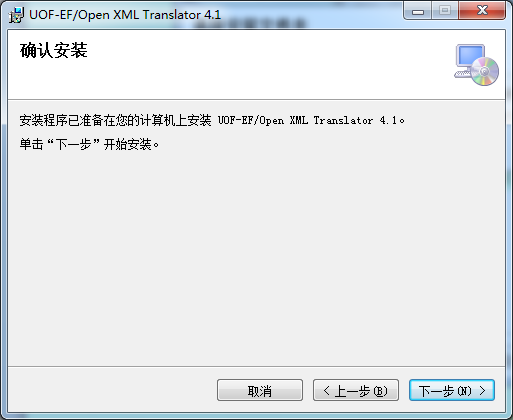 UOF-EF/Open XML Translator 4.1
确认安装
安装程序已准备在您的计算机上安装 UOF-EF/Open XML Translator 4.1。
单击“下一步”开始安装。
取消
< 上一步(B)
下一步(N) >